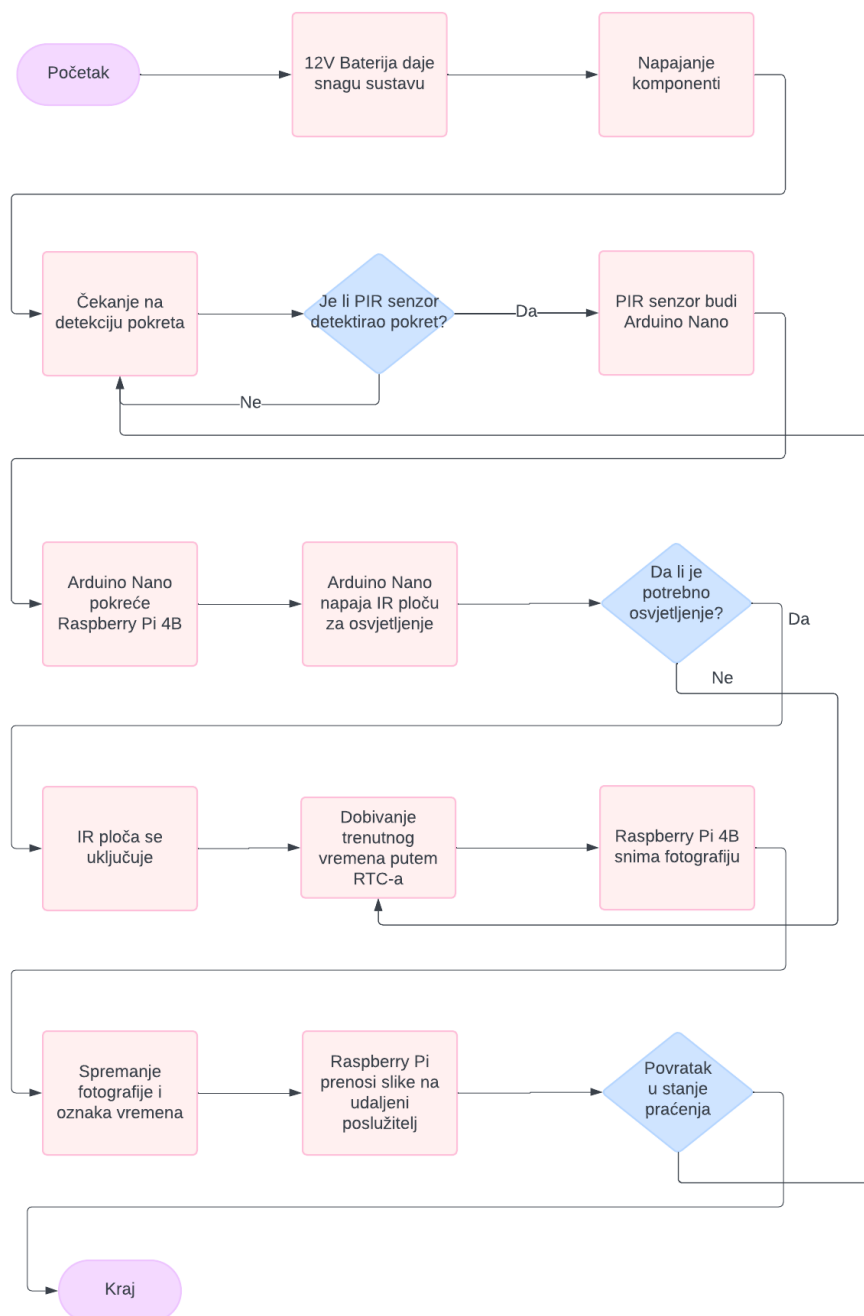 Početak
12V Baterija daje
snagu sustavu
Napajanje
komponenti
Čekanje na
detekciju pokreta
Je li PIR senzor
detektirao pokret?
Da
PIR senzor budi
Arduino Nano
Ne
Arduino Nano
pokreće
Raspberry Pi 4B
Arduino Nano
napaja IR ploču
za osvjetljenje
Da li je
potrebno
osvjetljenje?
Da
Ne
IR ploča se
uključuje
Dobivanje
trenutnog
vremena putem
RTC-a
Raspberry Pi 4B
snima fotografiju
Spremanje
fotografije i
oznaka vremena
Raspberry Pi
prenosi slike na
udaljeni
poslužitelj
Povratak
u stanje
praćenja
Kraj